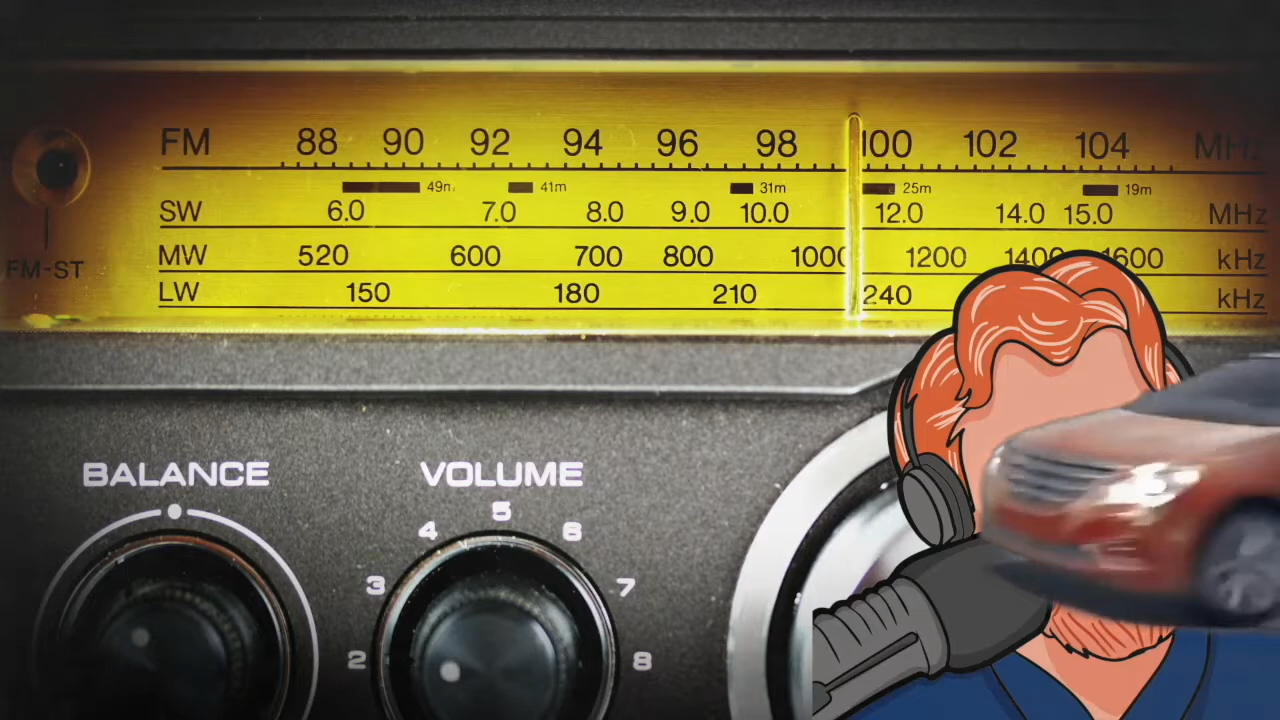 FM 88 90 92 94 96 98 100 102 104 MHz
49m 41m 31m 25m 19m
SW 6.0 7.0 8.0 9.0 10.0 12.0 14.0 15.0 MHz
MW 520 600 700 800 1000 1200 1400 1600 kHz
FM-ST
LW 150 180 210 240 kHz
BALANCE VOLUME
2 3 4 5 6 7 8